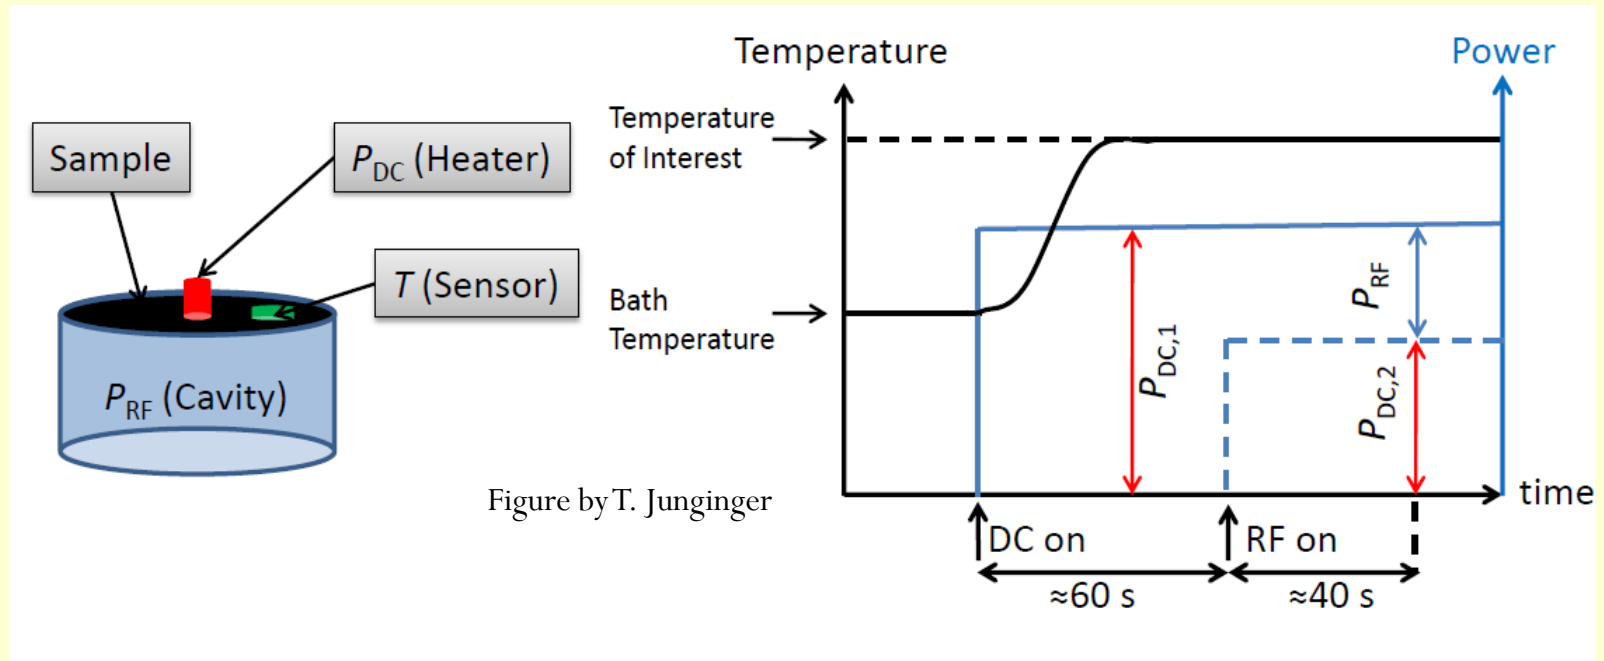 Sample
P_DC (Heater)
T (Sensor)
P_RF (Cavity)
Figure by T. Junginger
Temperature
Power
Temperature
of Interest
Bath
Temperature
P_DC,1
P_RF
P_DC,2
time
DC on
RF on
≈60 s
≈40 s